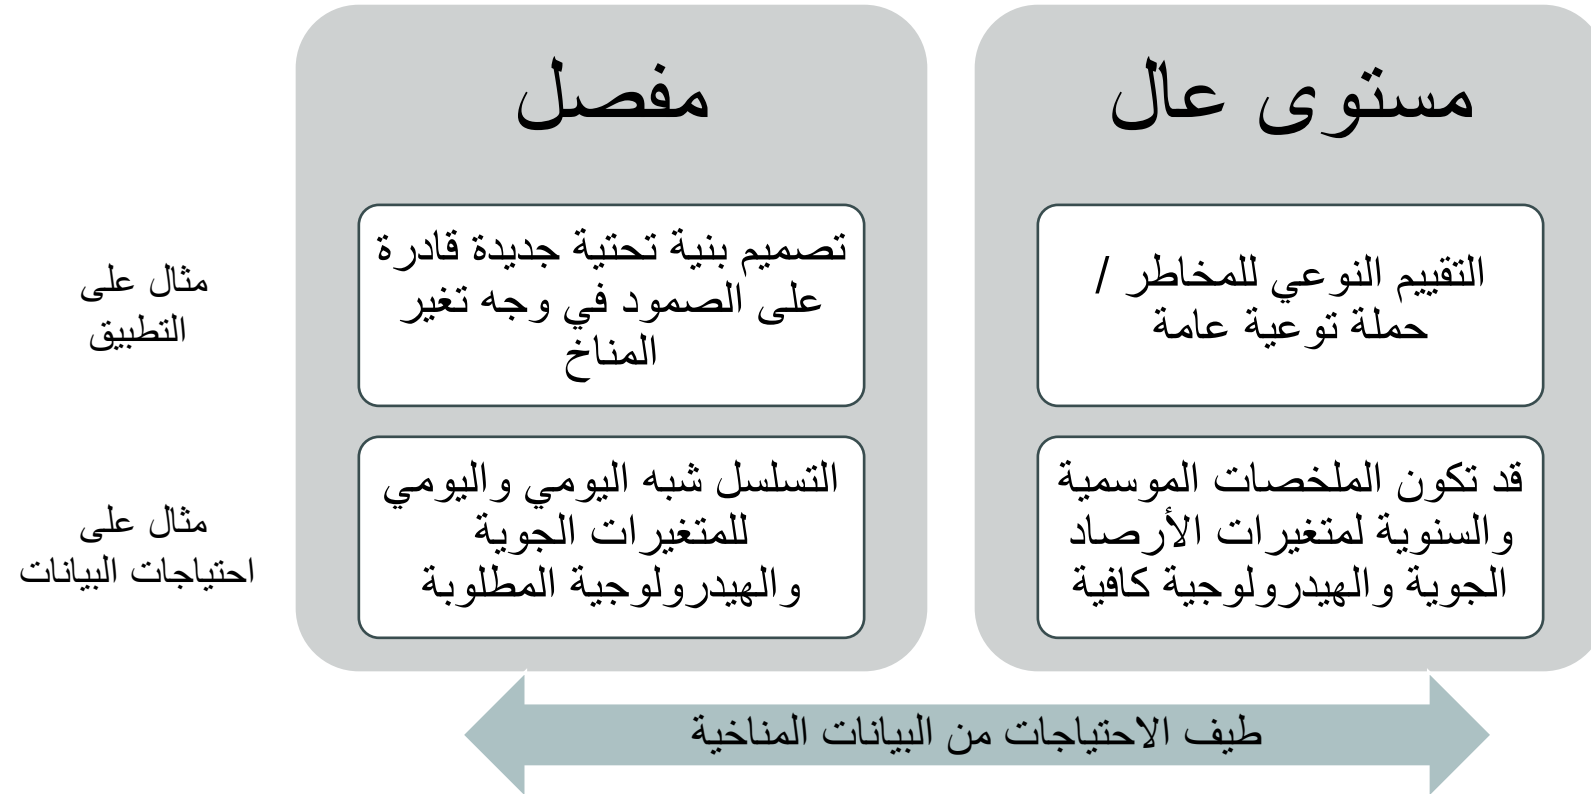 مستوى عال
مفصل
التقييم النوعي للمخاطر /
حملة توعية عامة
تصميم بنية تحتية جديدة قادرة
على الصمود في وجه تغير
المناخ
مثال على
التطبيق
قد تكون الملخصات الموسمية
والسنوية لمتغيرات الأرصاد
الجوية والهيدرولوجية كافية
التسلسل شبه اليومي واليومي
للمتغيرات الجوية
والهيدرولوجية المطلوبة
مثال على
احتياجات البيانات
طيف الاحتياجات من البيانات المناخية